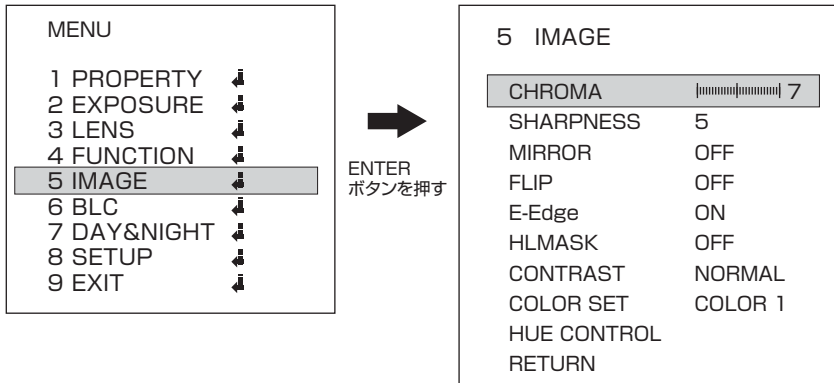 MENU
1 PROPERTY
2 EXPOSURE
3 LENS
4 FUNCTION
5 IMAGE
6 BLC
7 DAY&NIGHT
8 SETUP
9 EXIT
ENTER
ボタンを押す
5 IMAGE
CHROMA 7
SHARPNESS 5
MIRROR OFF
FLIP OFF
E-Edge ON
HLMASK OFF
CONTRAST NORMAL
COLOR SET COLOR 1
HUE CONTROL
RETURN